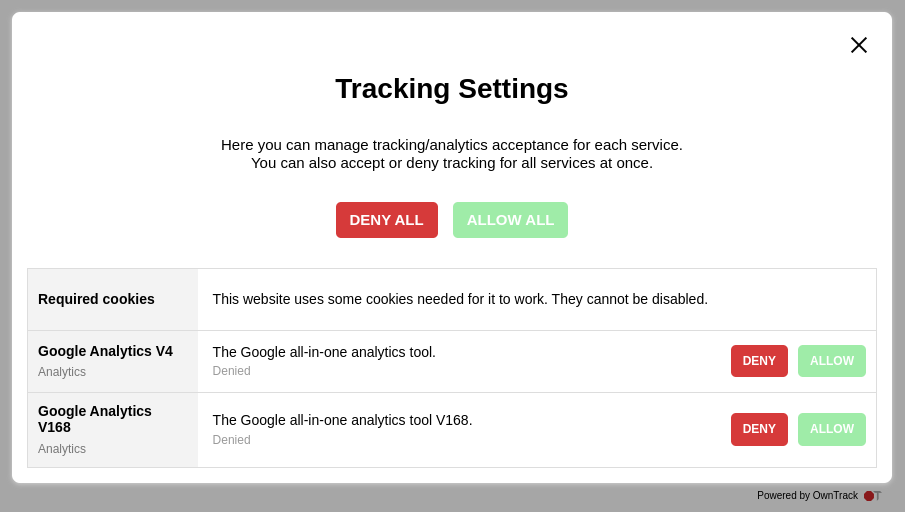 Tracking Settings
Here you can manage tracking/analytics acceptance for each service.
You can also accept or deny tracking for all services at once.
DENY ALL
ALLOW ALL
Required cookies
This website uses some cookies needed for it to work. They cannot be disabled.
Google Analytics V4
Analytics
The Google all-in-one analytics tool.
Denied
DENY
ALLOW
Google Analytics
V168
Analytics
The Google all-in-one analytics tool V168.
Denied
DENY
ALLOW
Powered by OwnTrack